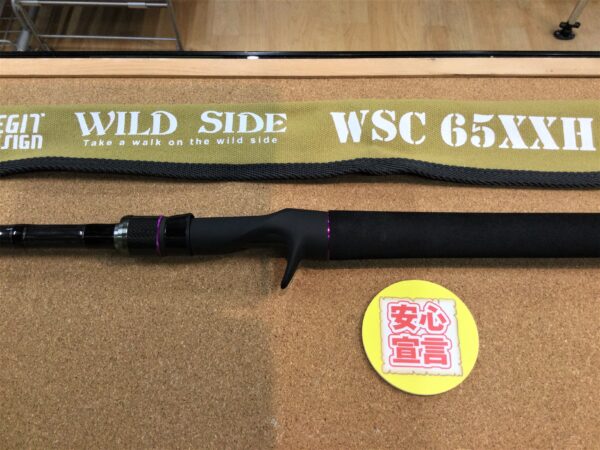 WILD SIDE
Take a walk on the wild side
WSC 65XXH
安心
宣言